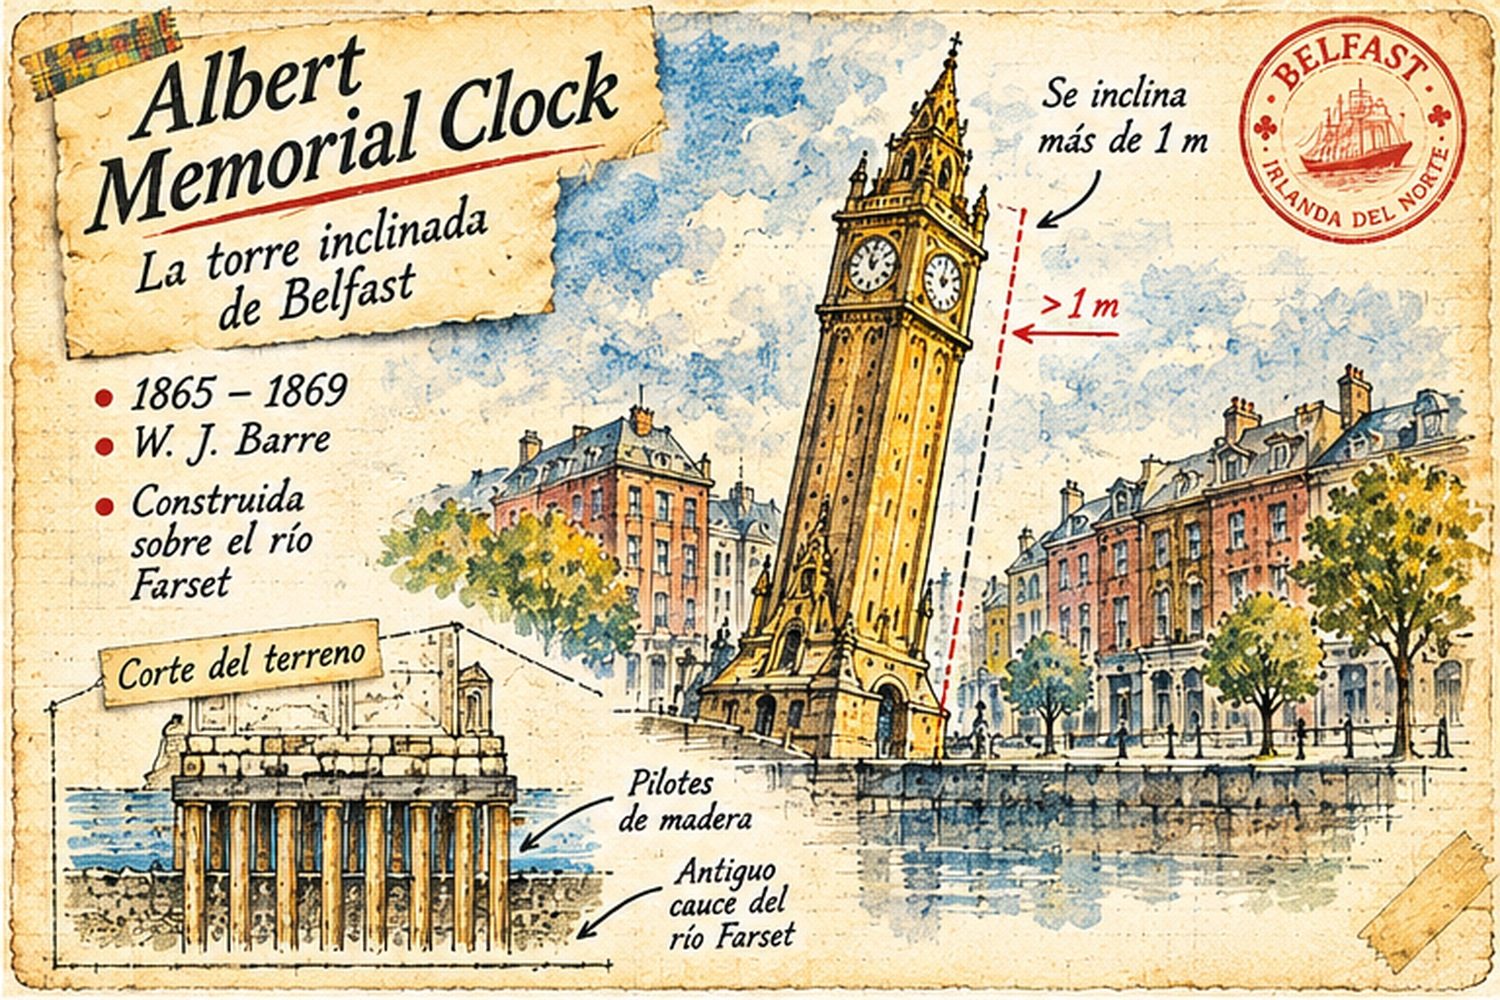 Albert
Memorial Clock
La torre inclinada
de Belfast
1865 – 1869
W. J. Barre
Construida
sobre el río
Farset
Se inclina
más de 1 m
> 1 m
BELFAST
IRLANDA DEL NORTE
Corte del terreno
Pilotes
de madera
Antiguo
cauce del
río Farset